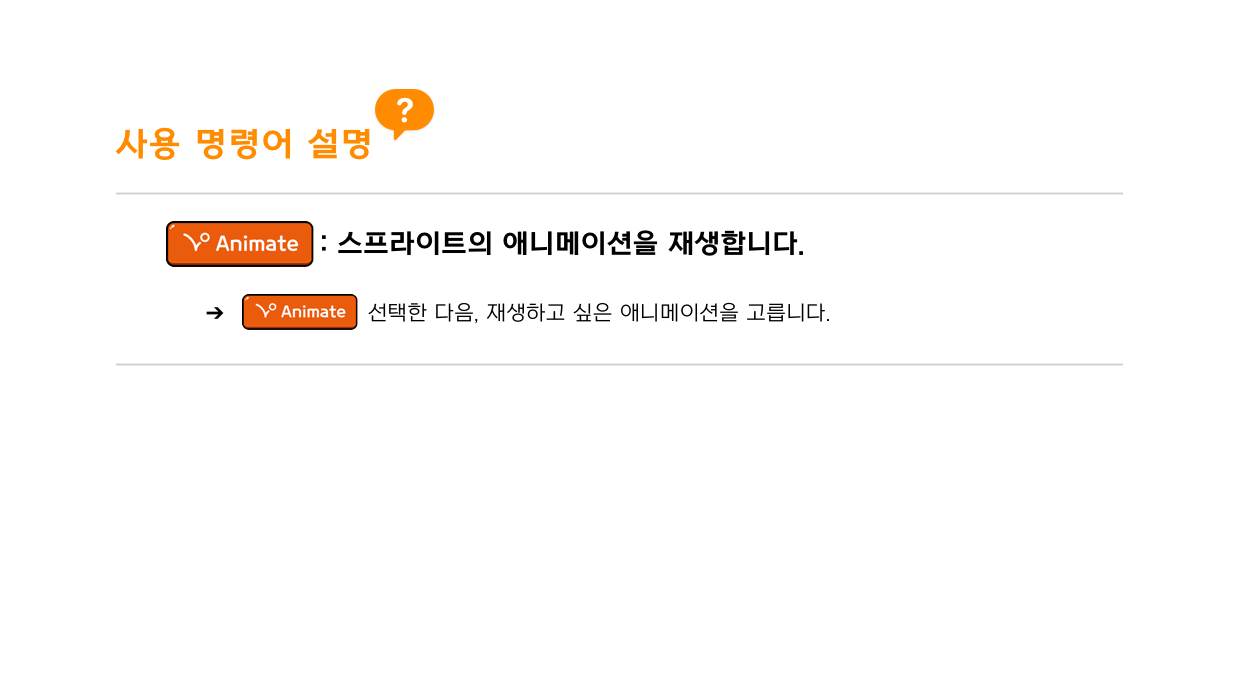 ?
사용 명령어 설명
Animate : 스프라이트의 애니메이션을 재생합니다.
➔ Animate 선택한 다음, 재생하고 싶은 애니메이션을 고릅니다.